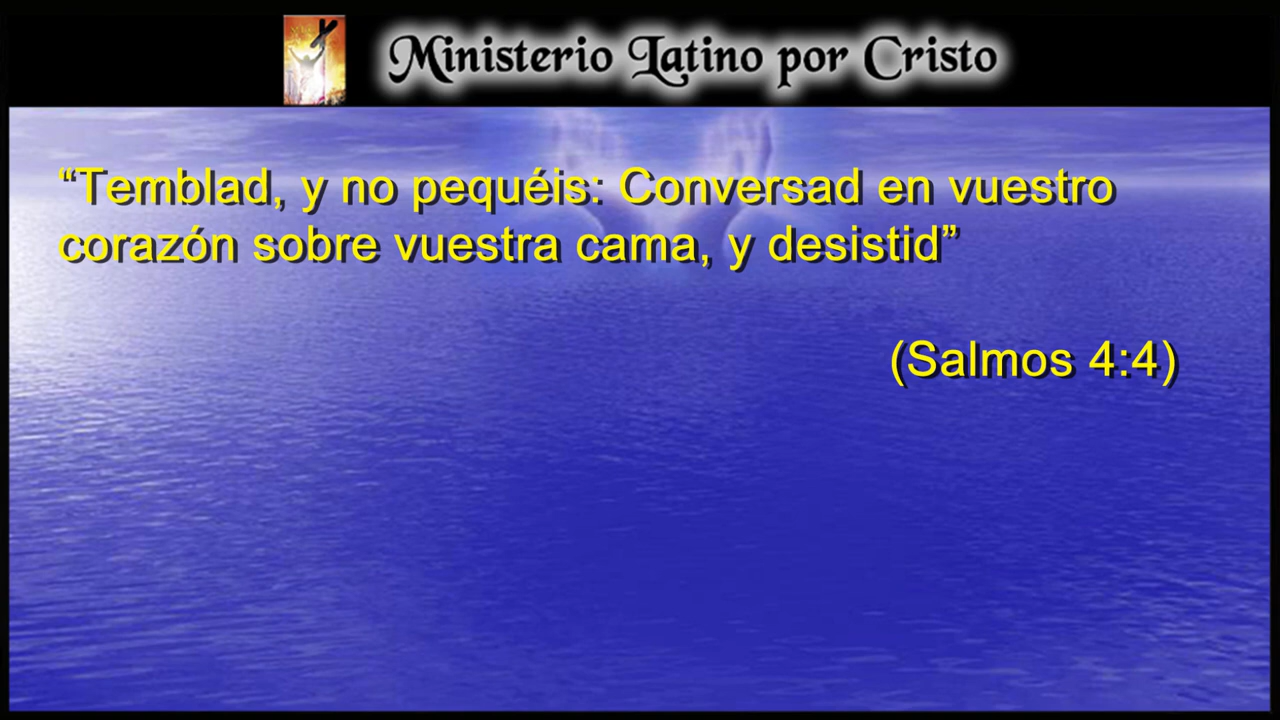 Ministerio Latino por Cristo
“Temblad, y no pequéis: Conversad en vuestro
corazón sobre vuestra cama, y desistid”
(Salmos 4:4)